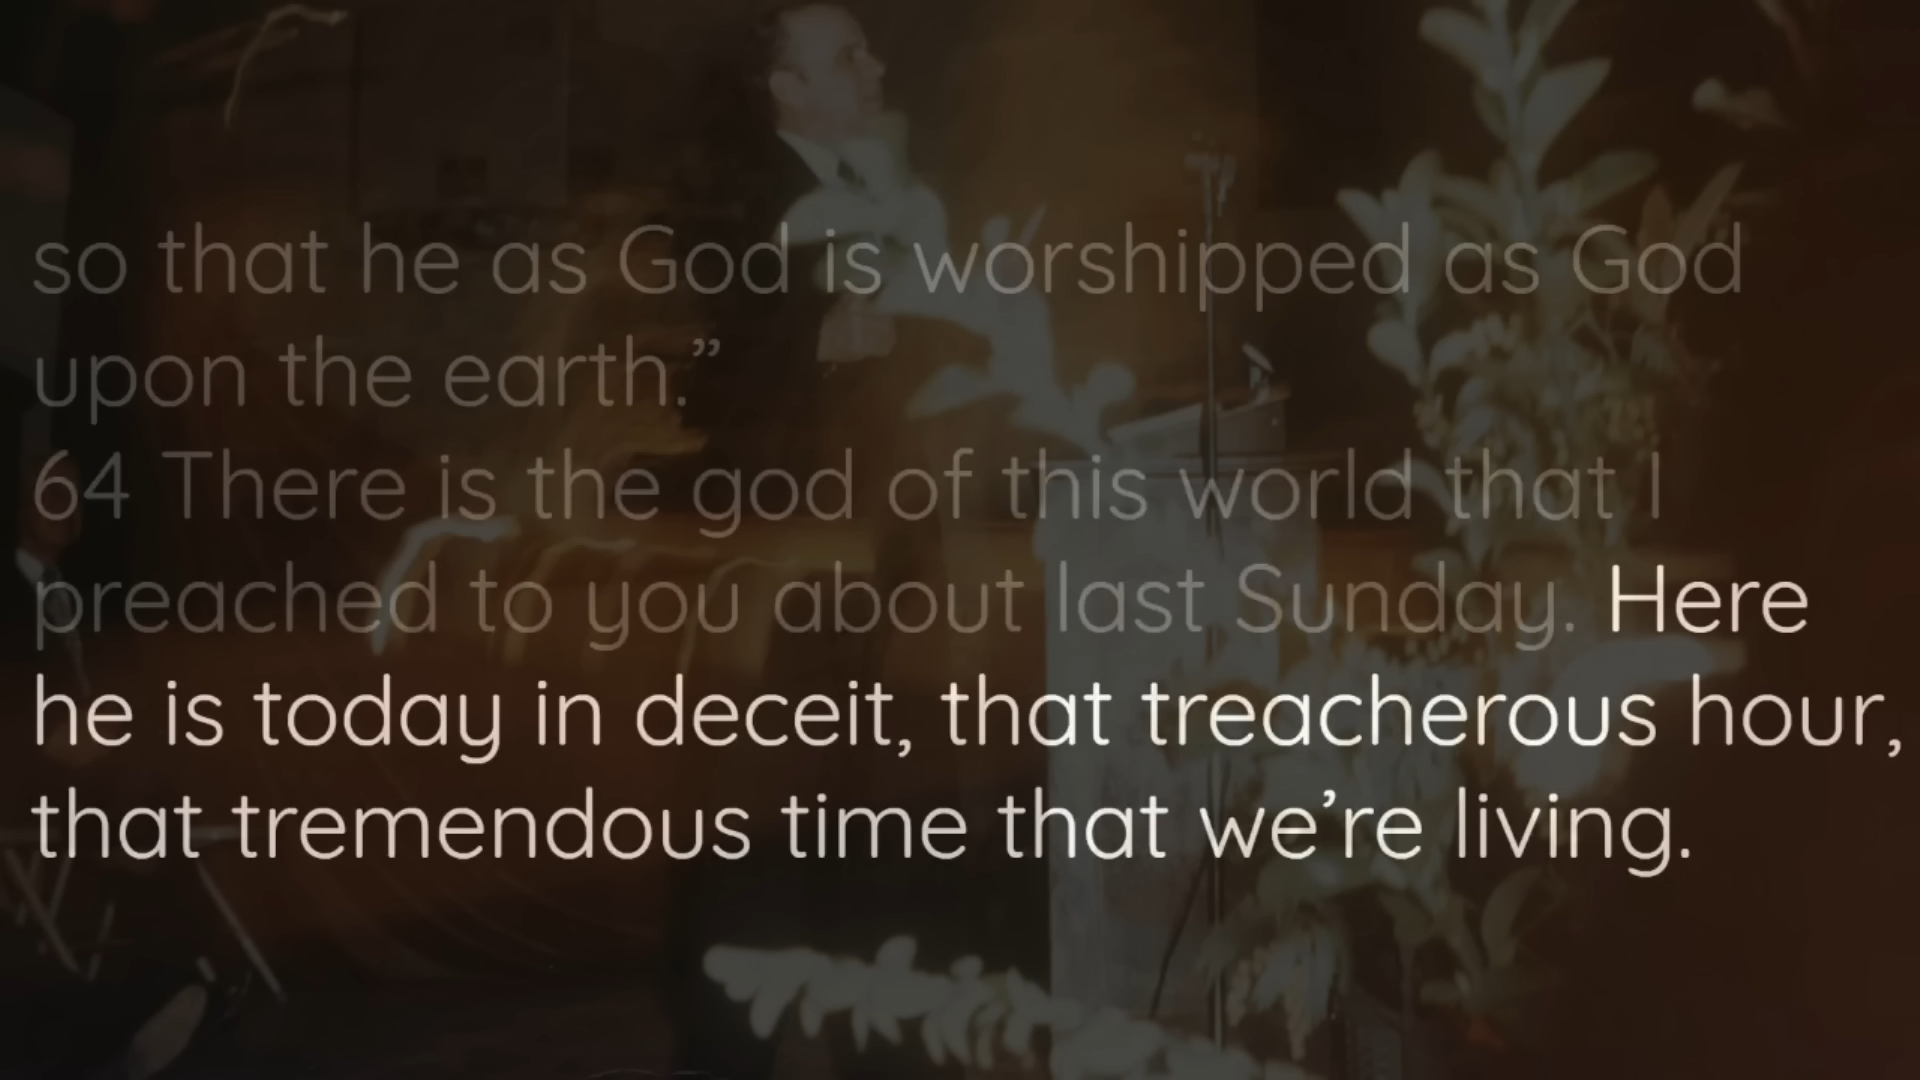 so that he as God is worshipped as God
upon the earth.”
64 There is the god of this world that I
preached to you about last Sunday. Here
he is today in deceit, that treacherous hour,
that tremendous time that we’re living.